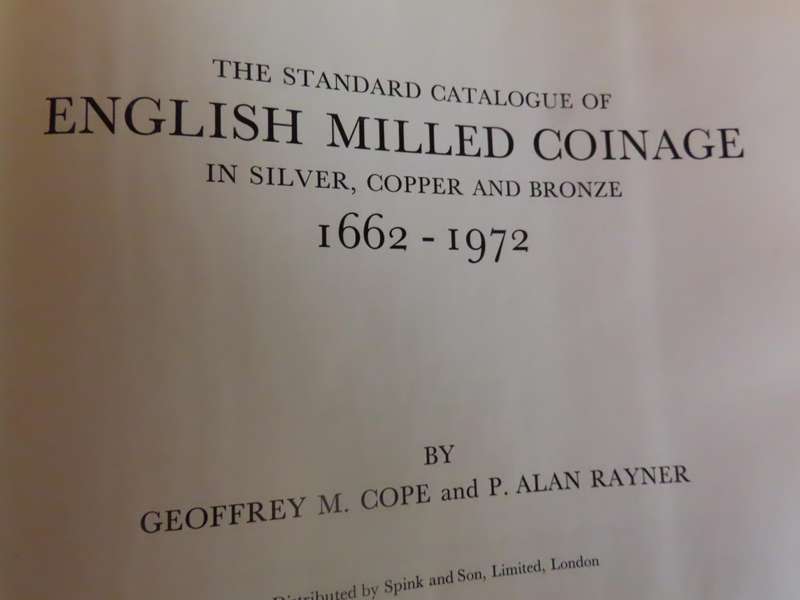 THE STANDARD CATALOGUE OF
ENGLISH MILLED COINAGE
IN SILVER, COPPER AND BRONZE
1662 - 1972
BY
GEOFFREY M. COPE and P. ALAN RAYNER
Distributed by Spink and Son, Limited, London